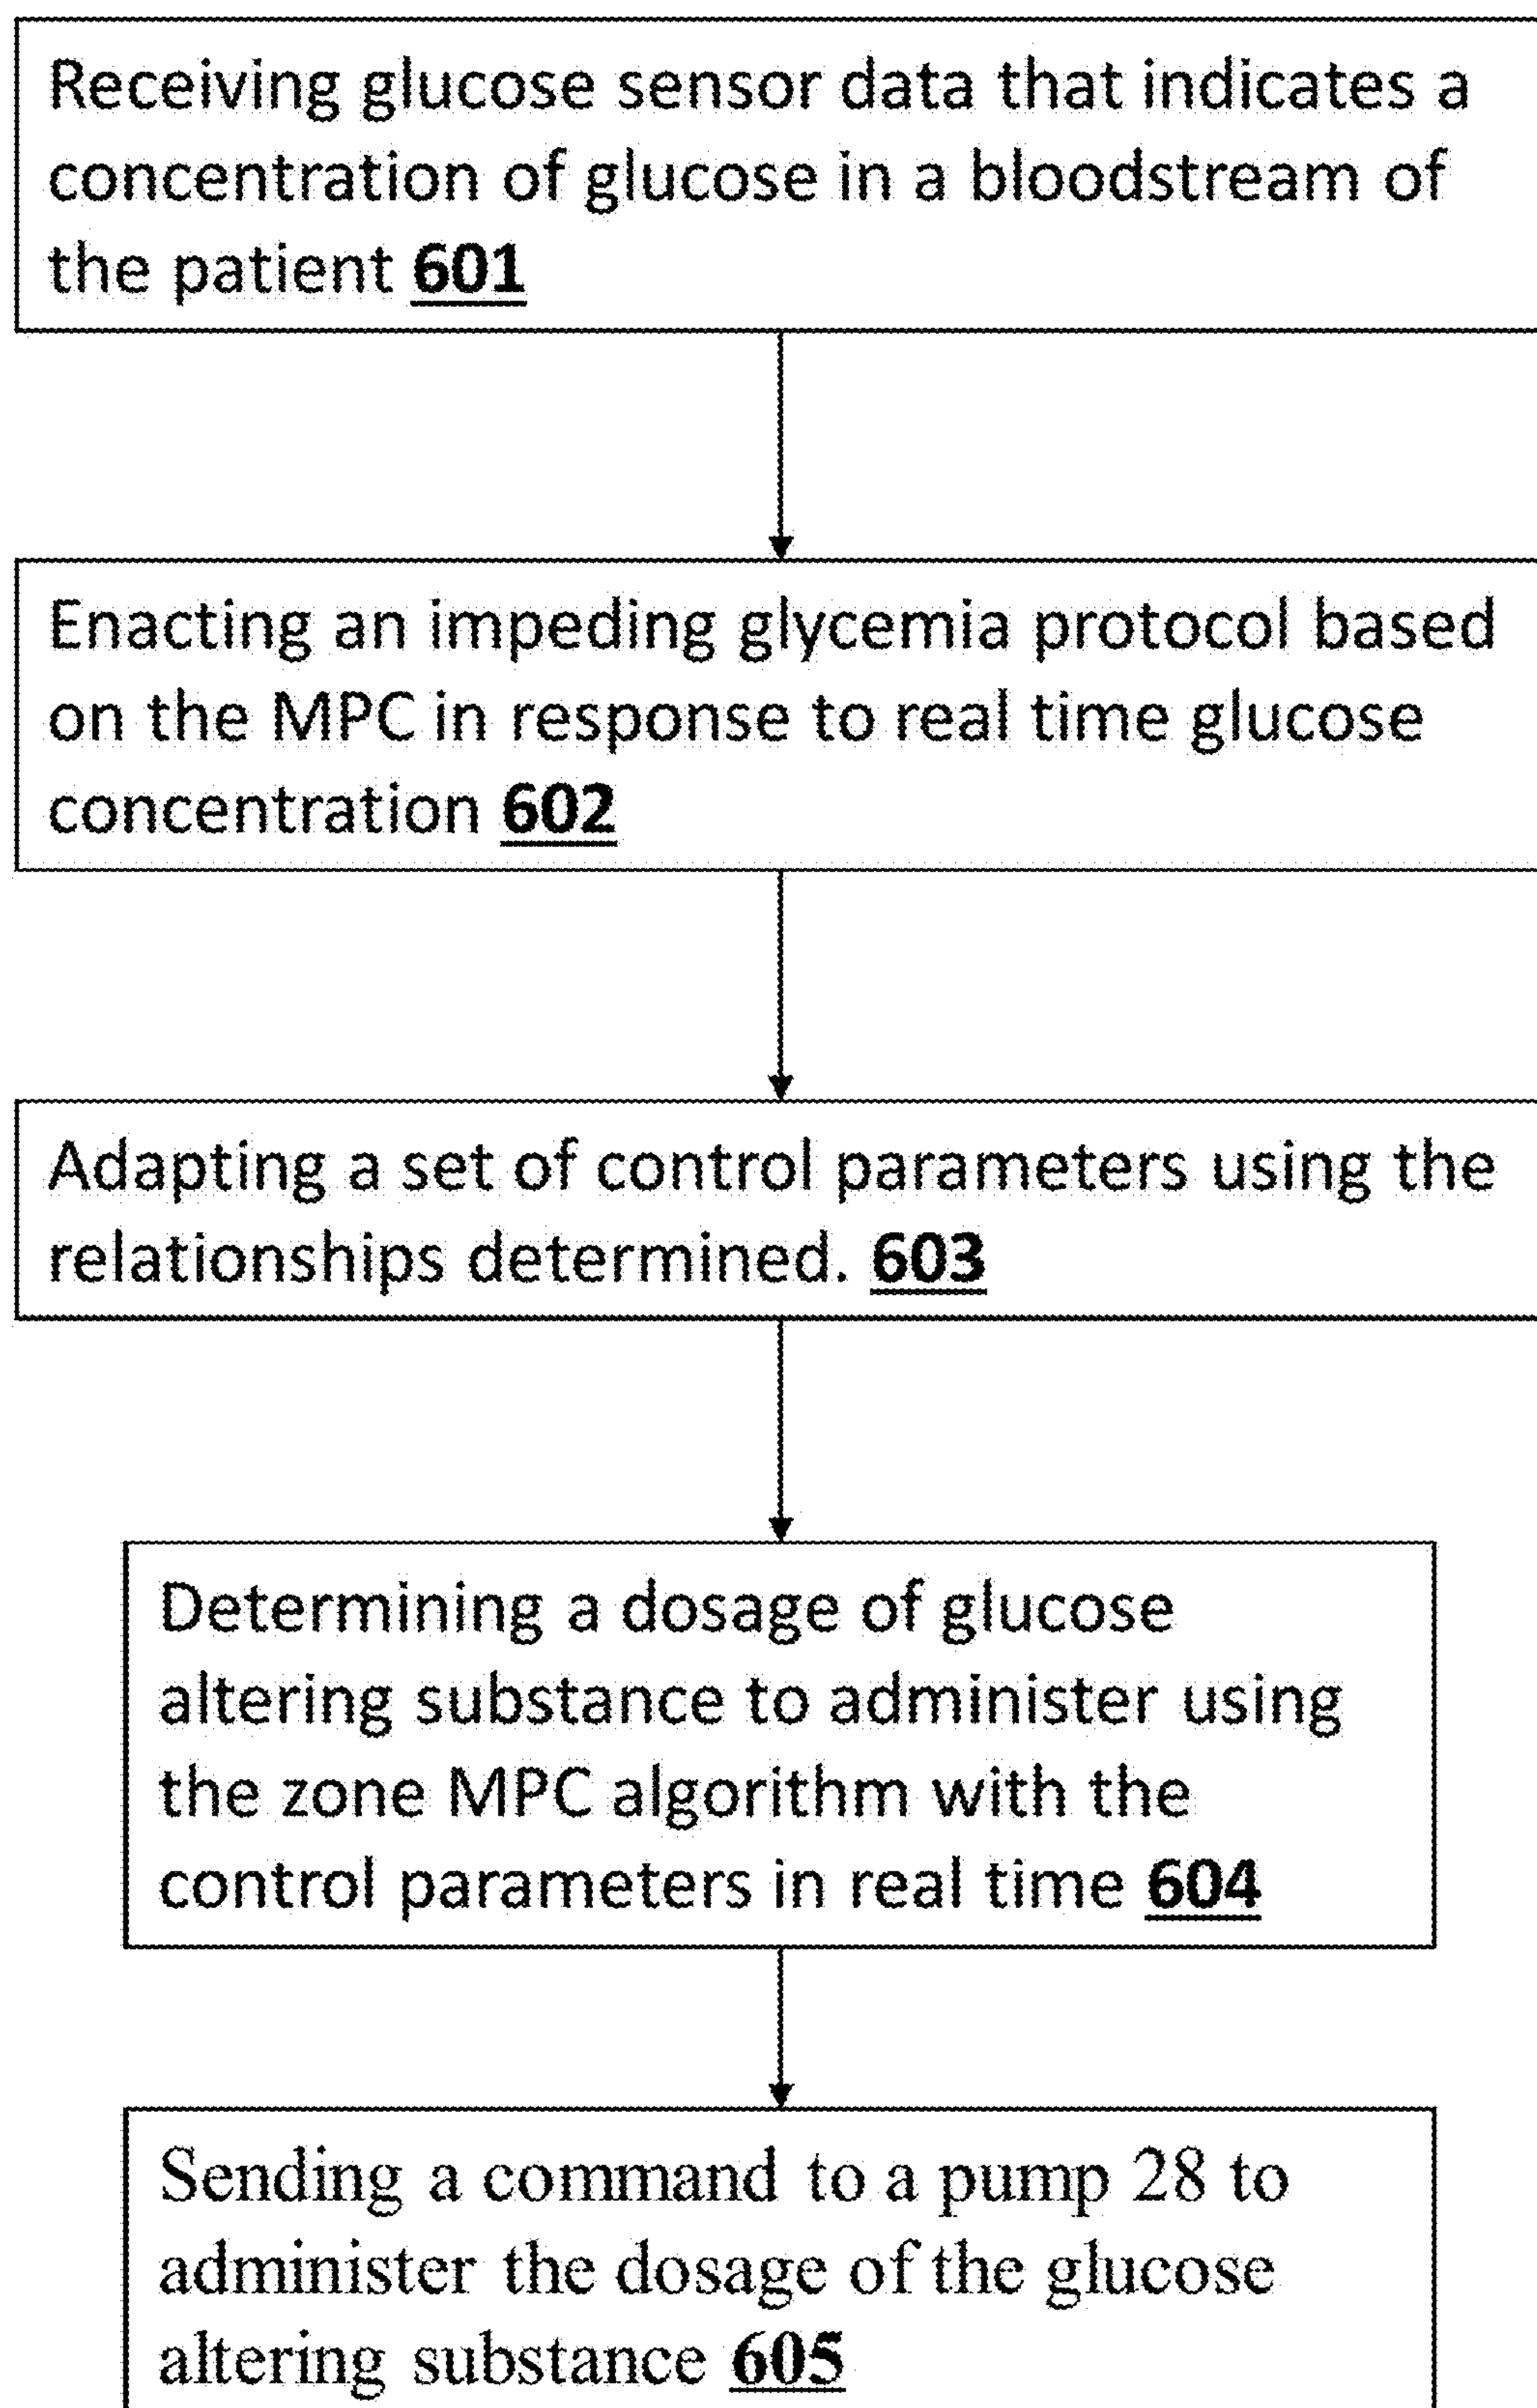 Receiving glucose sensor data that indicates a
concentration of glucose in a bloodstream of
the patient 601
Enacting an impeding glycemia protocol based
on the MPC in response to real time glucose
concentration 602
Adapting a set of control parameters using the
relationships determined. 603
Determining a dosage of glucose
altering substance to administer using
the zone MPC algorithm with the
control parameters in real time 604
Sending a command to a pump 28 to
administer the dosage of the glucose
altering substance 605